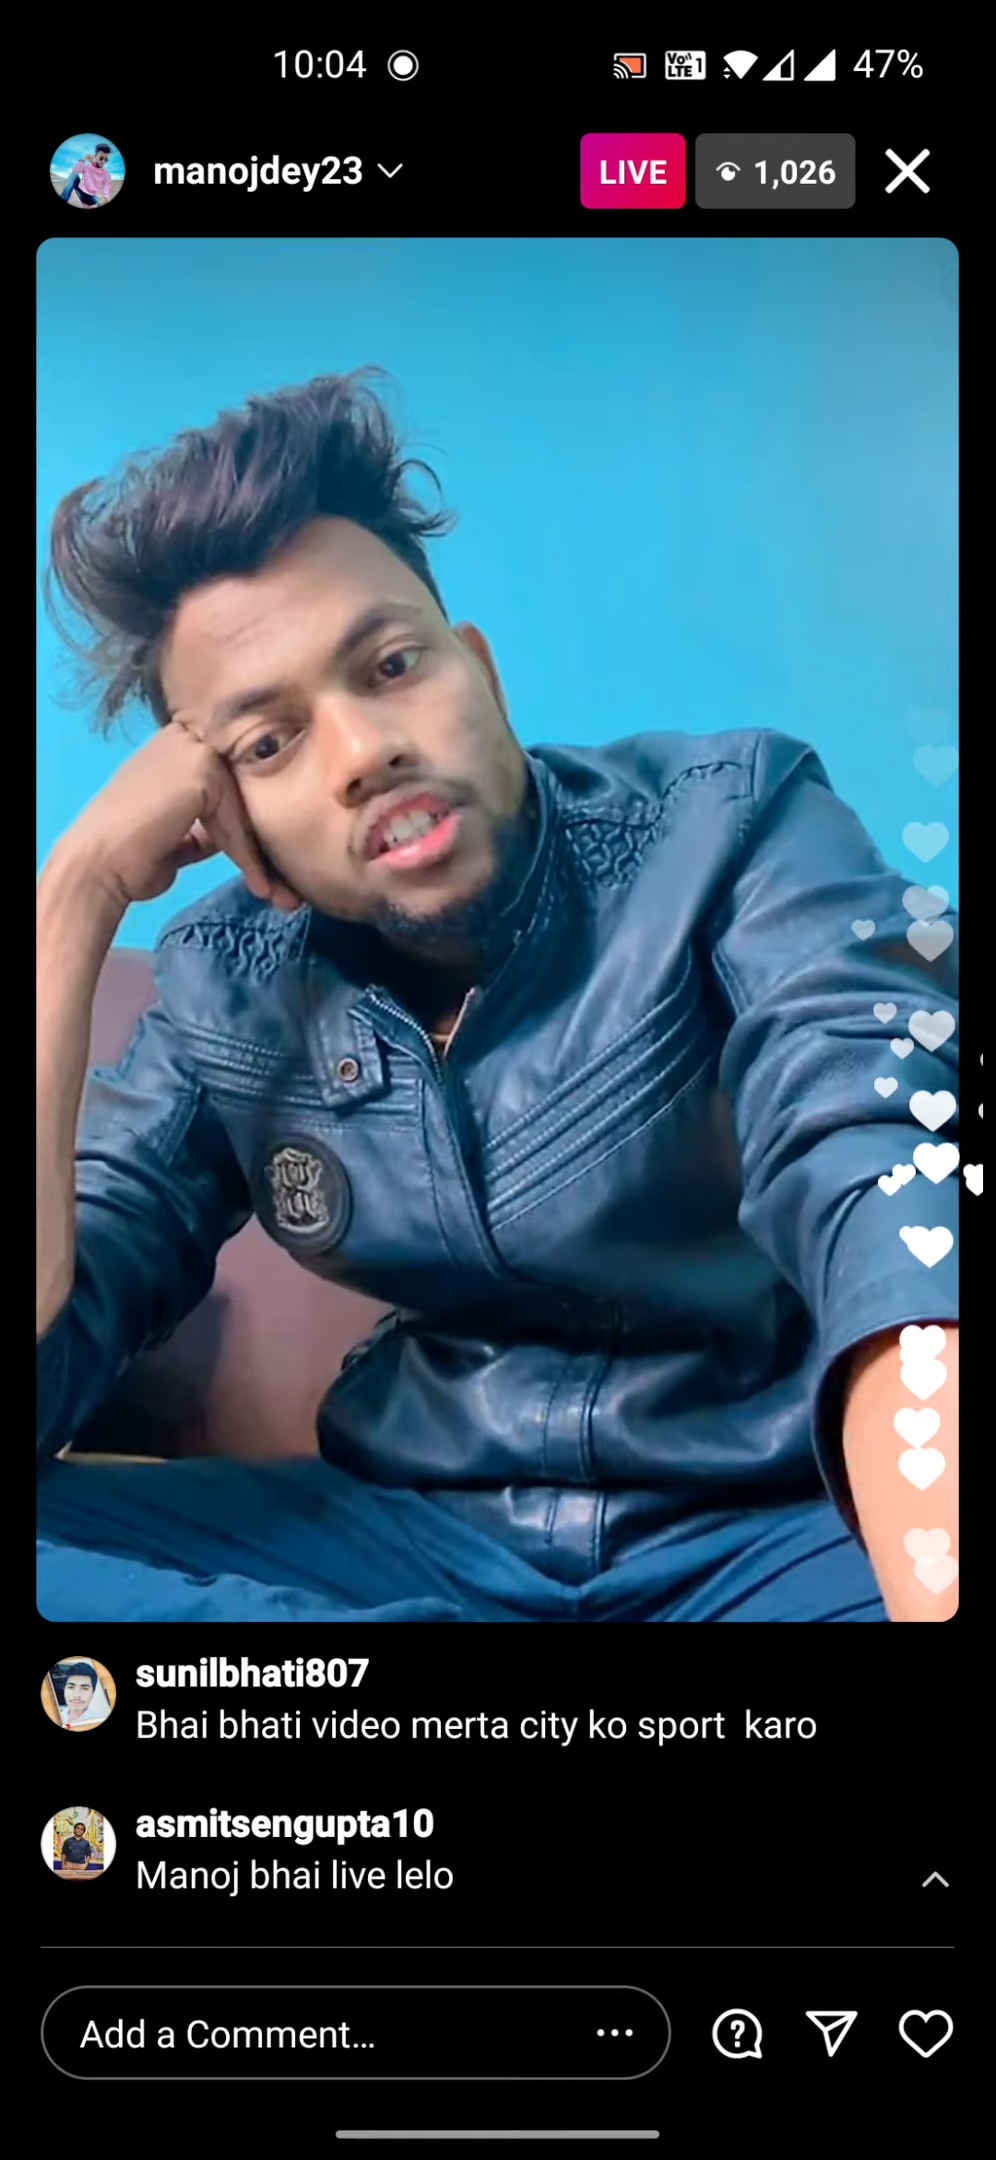 10:04 47%
manojdey23 LIVE 1,026
sunilbhati807
Bhai bhati video merta city ko sport karo
asmitsengupta10
Manoj bhai live lelo
Add a Comment...